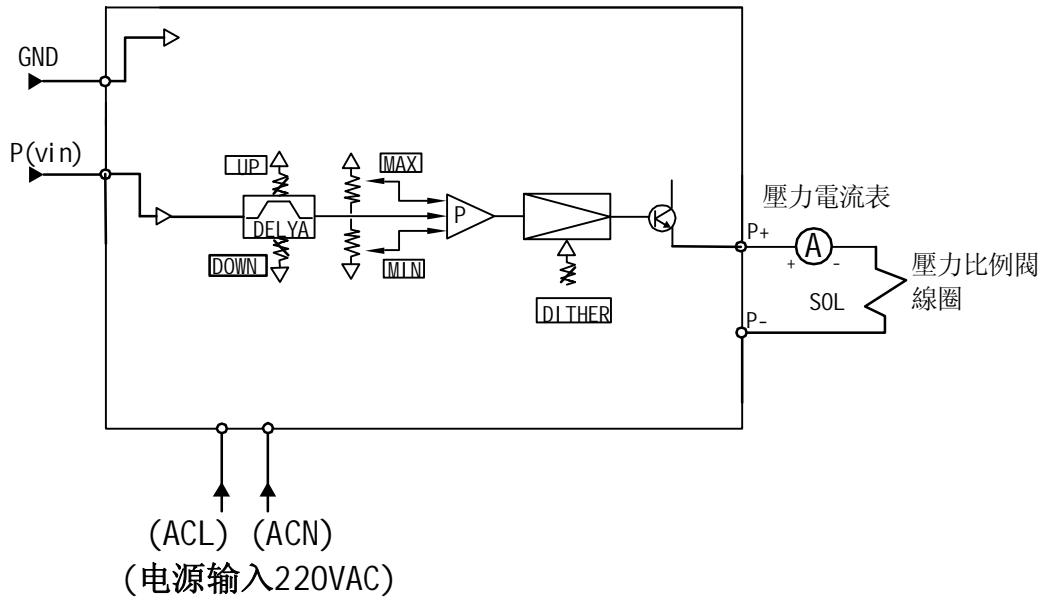 GND
P(vin)
UP
DELYA
DOWN
MAX
MIN
P
DITHER
壓力電流表
P+
A
+ -
壓力比例閥
線圈
SOL
P-
(ACL) (ACN)
(电源输入220VAC)